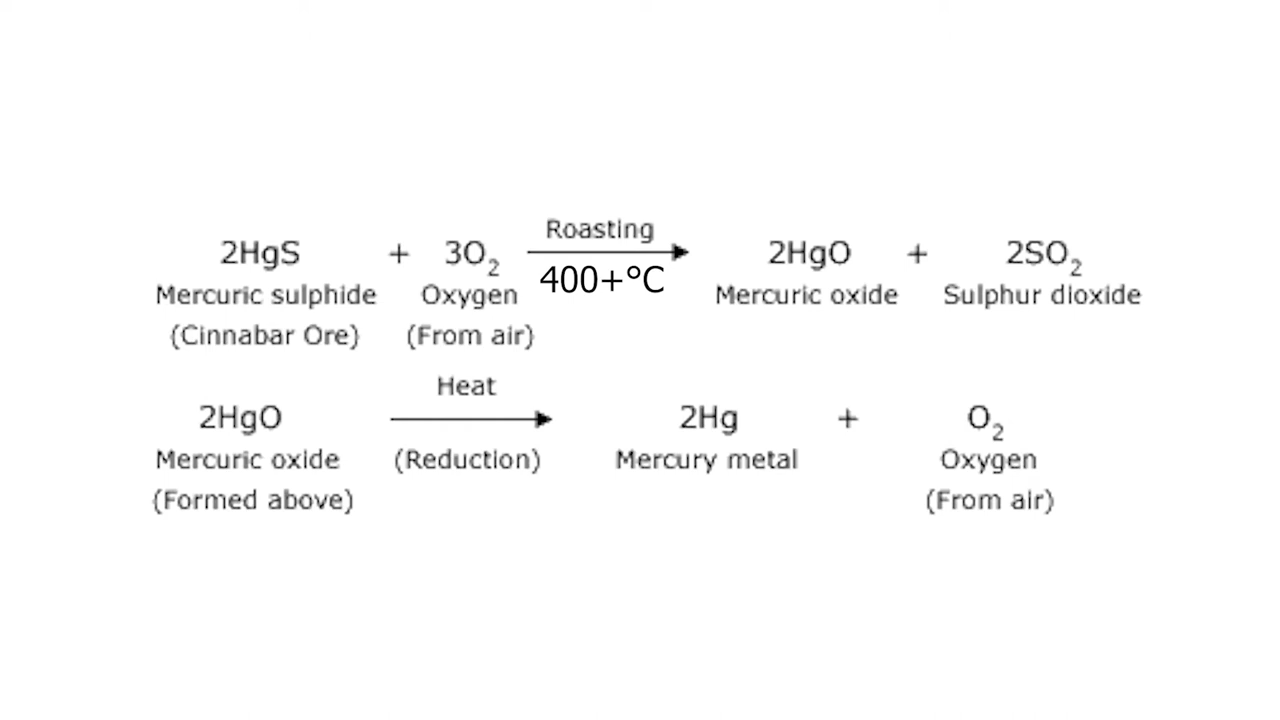 Roasting
2HgS + 3O₂ 400+°C 2HgO + 2SO₂
Mercuric sulphide Oxygen Mercuric oxide Sulphur dioxide
(Cinnabar Ore) (From air)
Heat
2HgO 2Hg + O₂
Mercuric oxide (Reduction) Mercury metal Oxygen
(Formed above) (From air)